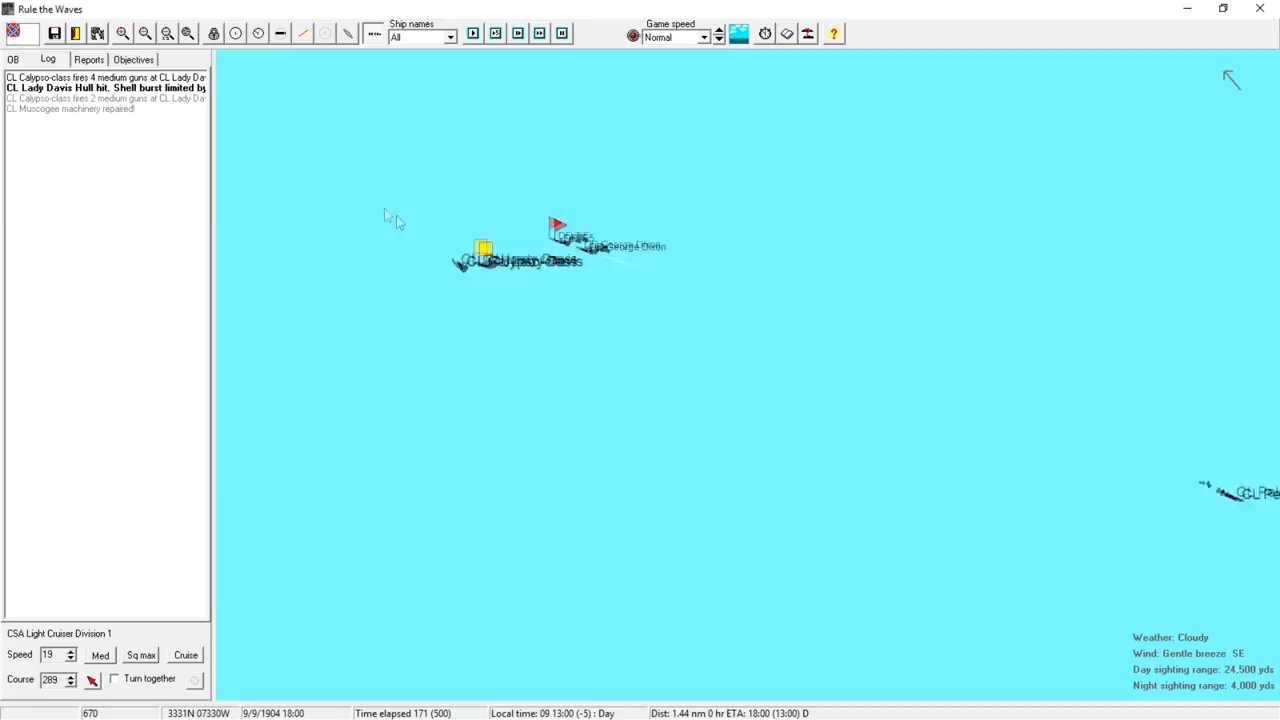 Rule the Waves
Ship names
All
Game speed
Normal
OB
Log
Reports
Objectives
CL Calypso-class fires 4 medium guns at CL Lady Da
CL Lady Davis Hull hit. Shell burst limited by
CL Calypso-class fires 2 medium guns at CL Lady Da
CL Muscogee machinery repaired!
George Dixon
CSA Light Cruiser Division 1
Speed 19 Med Sq max Cruise
Course 289 Turn together
Weather: Cloudy
Wind: Gentle breeze SE
Day sighting range: 24,500 yds
Night sighting range: 4,000 yds
670
3331N 07330W
9/9/1904 18:00
Time elapsed 171 (500)
Local time: 09 13:00 (-5) : Day
Dist: 1.44 nm 0 hr ETA: 18:00 (13:00) D